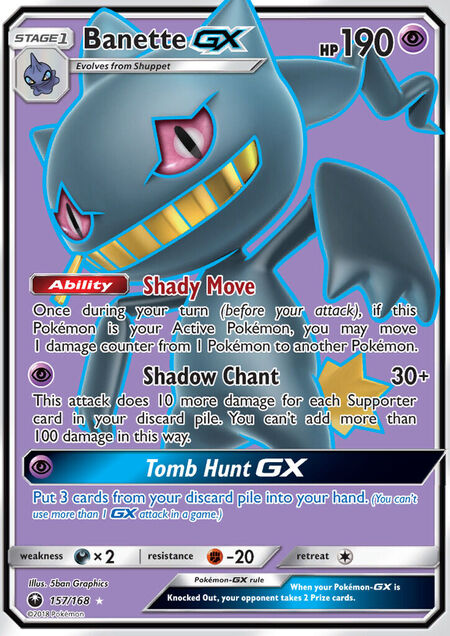 STAGE1
Banette GX
HP190
Evolves from Shuppet
Ability Shady Move
Once during your turn (before your attack), if this
Pokémon is your Active Pokémon, you may move
1 damage counter from 1 Pokémon to another Pokémon.
Shadow Chant 30+
This attack does 10 more damage for each Supporter
card in your discard pile. You can't add more than
100 damage in this way.
Tomb Hunt GX
Put 3 cards from your discard pile into your hand. (You can't
use more than 1 GX attack in a game.)
weakness ×2 resistance -20 retreat
Illus. 5ban Graphics
157/168
©2018 Pokémon
Pokémon-GX rule
When your Pokémon-GX is
Knocked Out, your opponent takes 2 Prize cards.